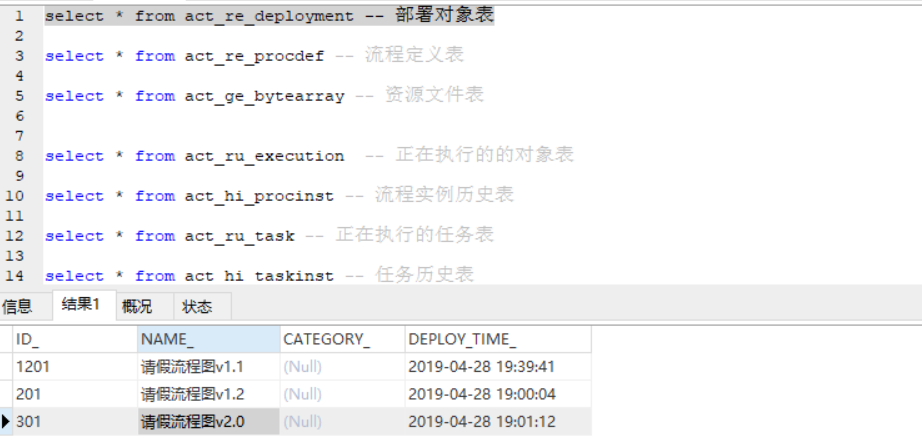 1 select * from act_re_deployment -- 部署对象表
2
3 select * from act_re_procdef -- 流程定义表
4
5 select * from act_ge_bytearray -- 资源文件表
6
7
8 select * from act_ru_execution -- 正在执行的的对象表
9
10 select * from act_hi_procinst -- 流程实例历史表
11
12 select * from act_ru_task -- 正在执行的任务表
13
14 select * from act_hi_taskinst -- 任务历史表
信息 结果1 概况 状态
ID_ NAME_ CATEGORY_ DEPLOY_TIME_
1201 请假流程图v1.1 (Null) 2019-04-28 19:39:41
201 请假流程图v1.2 (Null) 2019-04-28 19:00:04
301 请假流程图v2.0 (Null) 2019-04-28 19:01:12